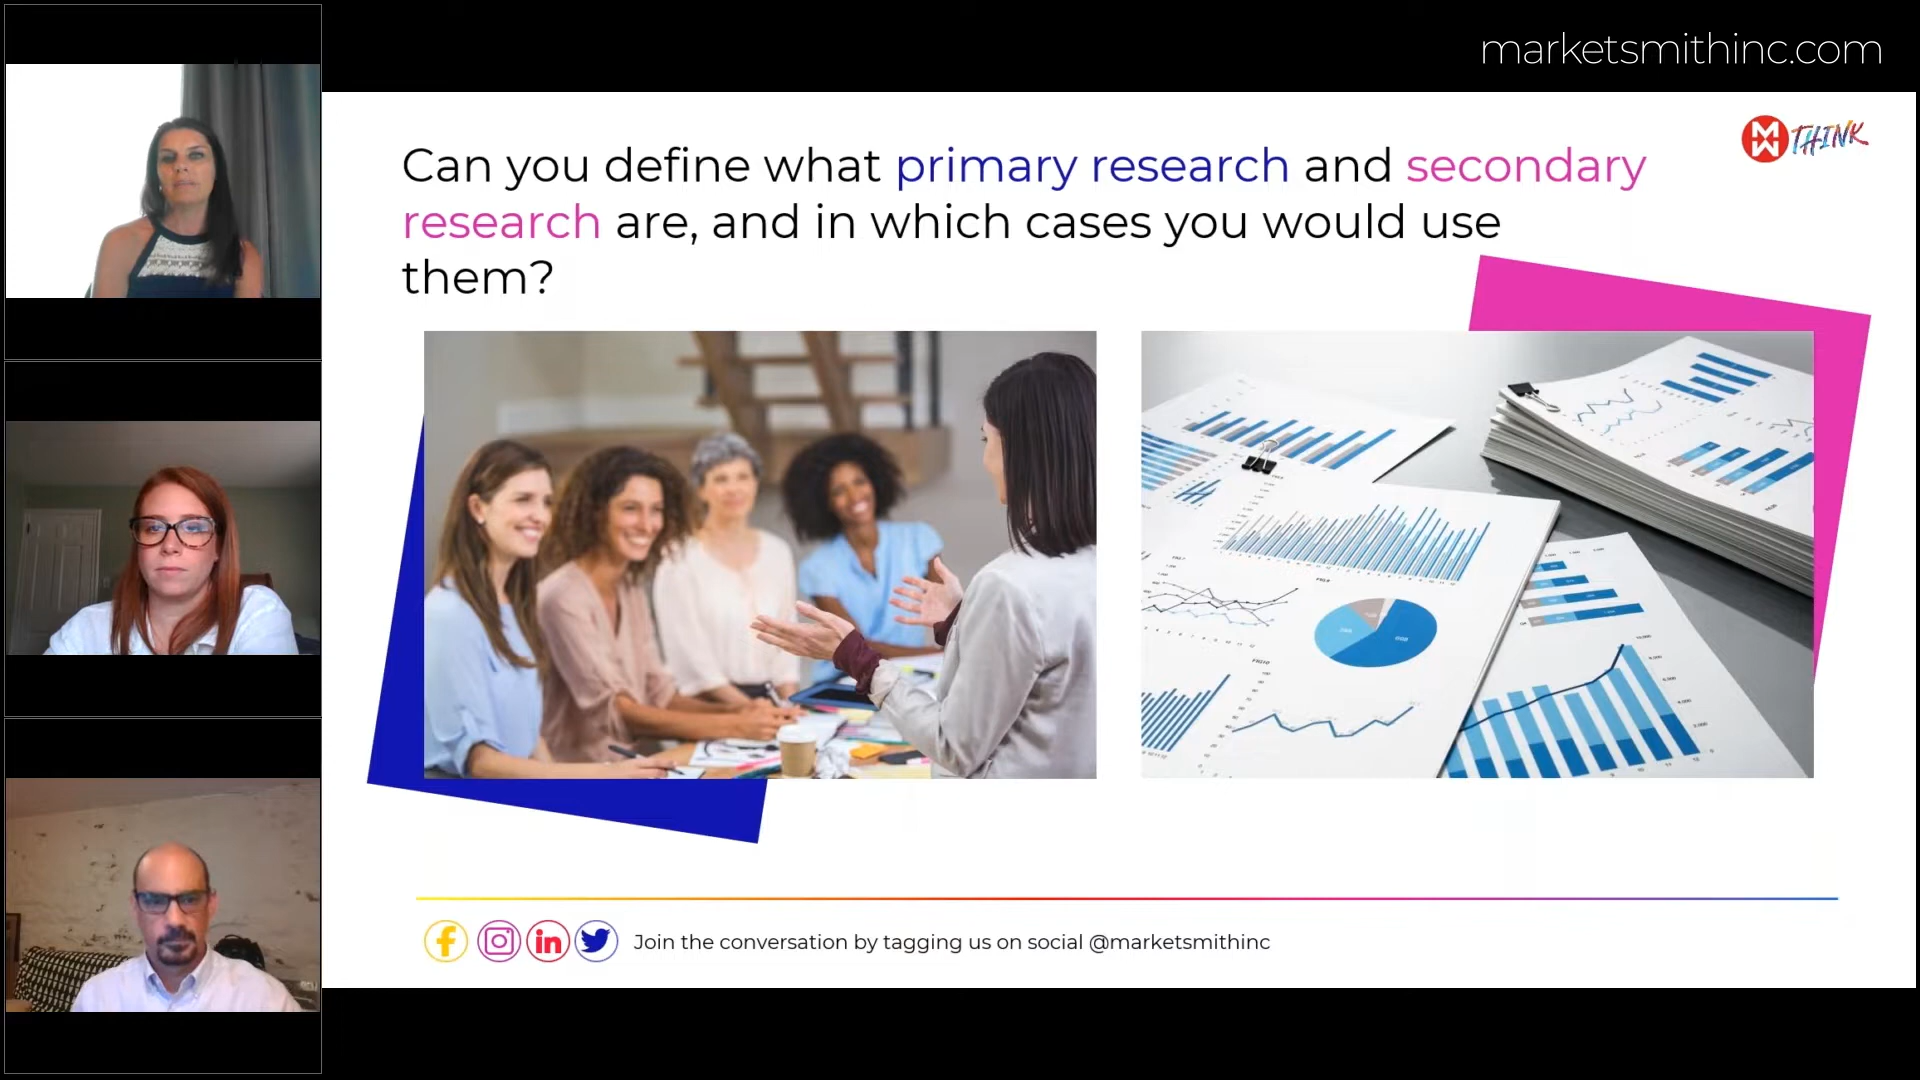 marketsmithinc.com
THINK
Can you define what primary research and secondary
research are, and in which cases you would use
them?
Join the conversation by tagging us on social @marketsmithinc